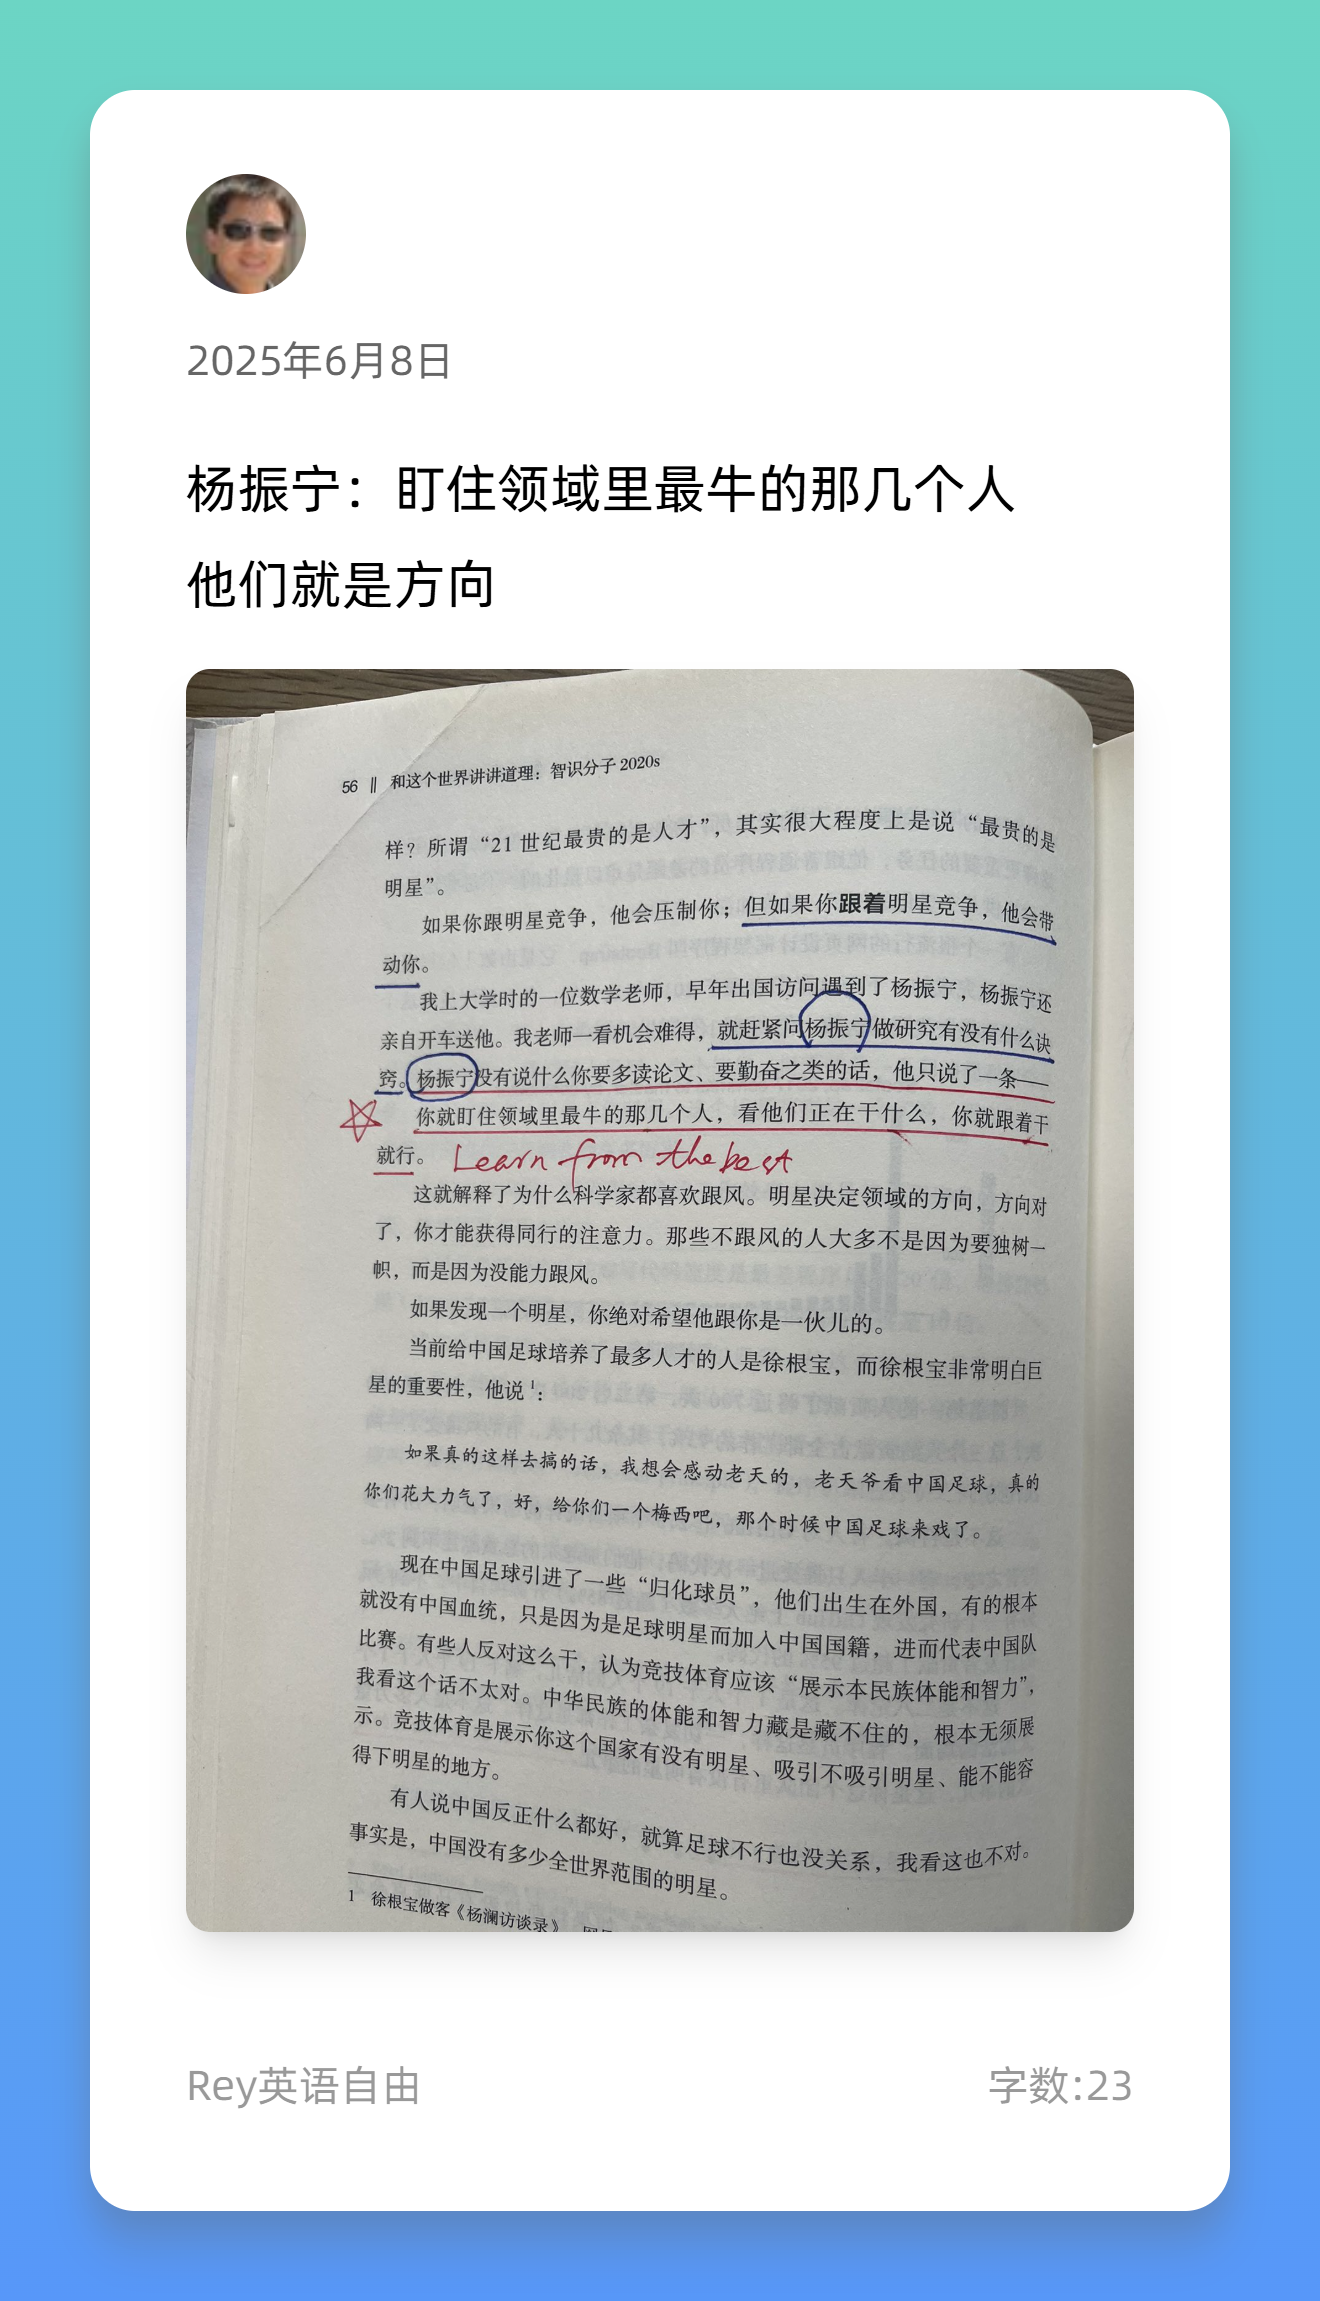 2025年6月8日
杨振宁：盯住领域里最牛的那几个人
他们就是方向
56 || 和这个世界讲讲道理：智识分子 2020s
样？所谓“21 世纪最贵的是人才”，其实很大程度上是说“最贵的是
明星”。
如果你跟明星竞争，他会压制你；但如果你跟着明星竞争，他会带
动你。
我上大学时的一位数学老师，早年出国访问遇到了杨振宁，杨振宁还
亲自开车送他。我老师一看机会难得，就赶紧问杨振宁做研究有没有什么诀
窍。杨振宁没有说什么你要多读论文、要勤奋之类的话，他只说了一条——
你就盯住领域里最牛的那几个人，看他们正在干什么，你就跟着干
就行。 Learn from the best
这就解释了为什么科学家都喜欢跟风。明星决定领域的方向，方向对
了，你才能获得同行的注意力。那些不跟风的人大多不是因为要独树一
帜，而是因为没能力跟风。
如果发现一个明星，你绝对希望他跟你是一伙儿的。
当前给中国足球培养了最多人才的人是徐根宝，而徐根宝非常明白巨
星的重要性，他说 1：
如果真的这样去搞的话，我想会感动老天的，老天爷看中国足球，真的
你们花大力气了，好，给你们一个梅西吧，那个时候中国足球来戏了。
现在中国足球引进了一些“归化球员”，他们出生在外国，有的根本
就没有中国血统，只是因为是足球明星而加入中国国籍，进而代表中国队
比赛。有些人反对这么干，认为竞技体育应该“展示本民族体能和智力”，
我看这个话不太对。中华民族的体能和智力藏是藏不住的，根本无须展
示。竞技体育是展示你这个国家有没有明星、吸引不吸引明星、能不能容
得下明星的地方。
有人说中国反正什么都好，就算足球不行也没关系，我看这也不对。
事实是，中国没有多少全世界范围的明星。
1 徐根宝做客《杨澜访谈录》
Rey英语自由
字数:23